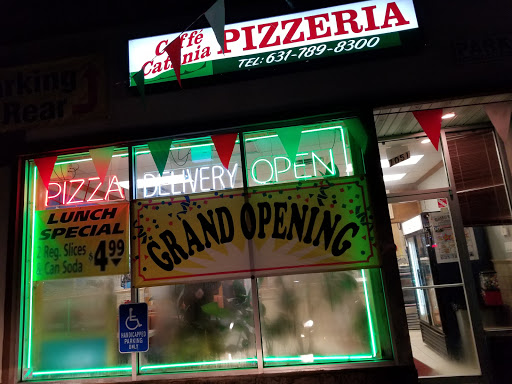 Caffé
Catania
PIZZERIA
TEL: 631-789-8300
Parking
Rear
PIZZA DELIVERY OPEN
LUNCH
SPECIAL
Reg. Slices
Can Soda
$4.99
GRAND OPENING
HANDICAPPED
PARKING
ONLY